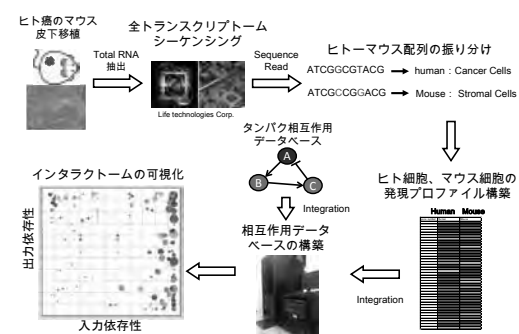 ヒト癌のマウス
皮下移植
Total RNA
抽出
全トランスクリプトーム
シーケンシング
Life technologies Corp.
Sequence
Read
ヒトーマウス配列の振り分け
ATCGGCGTACG → human : Cancer Cells
ATCGCCGGACG → Mouse : Stromal Cells
ヒト細胞、マウス細胞の
発現プロファイル構築
Human Mouse
Integration
タンパク相互作用
データベース
A
B
C
Integration
相互作用データ
ベースの構築
インタラクトームの可視化
出力依存性
入力依存性